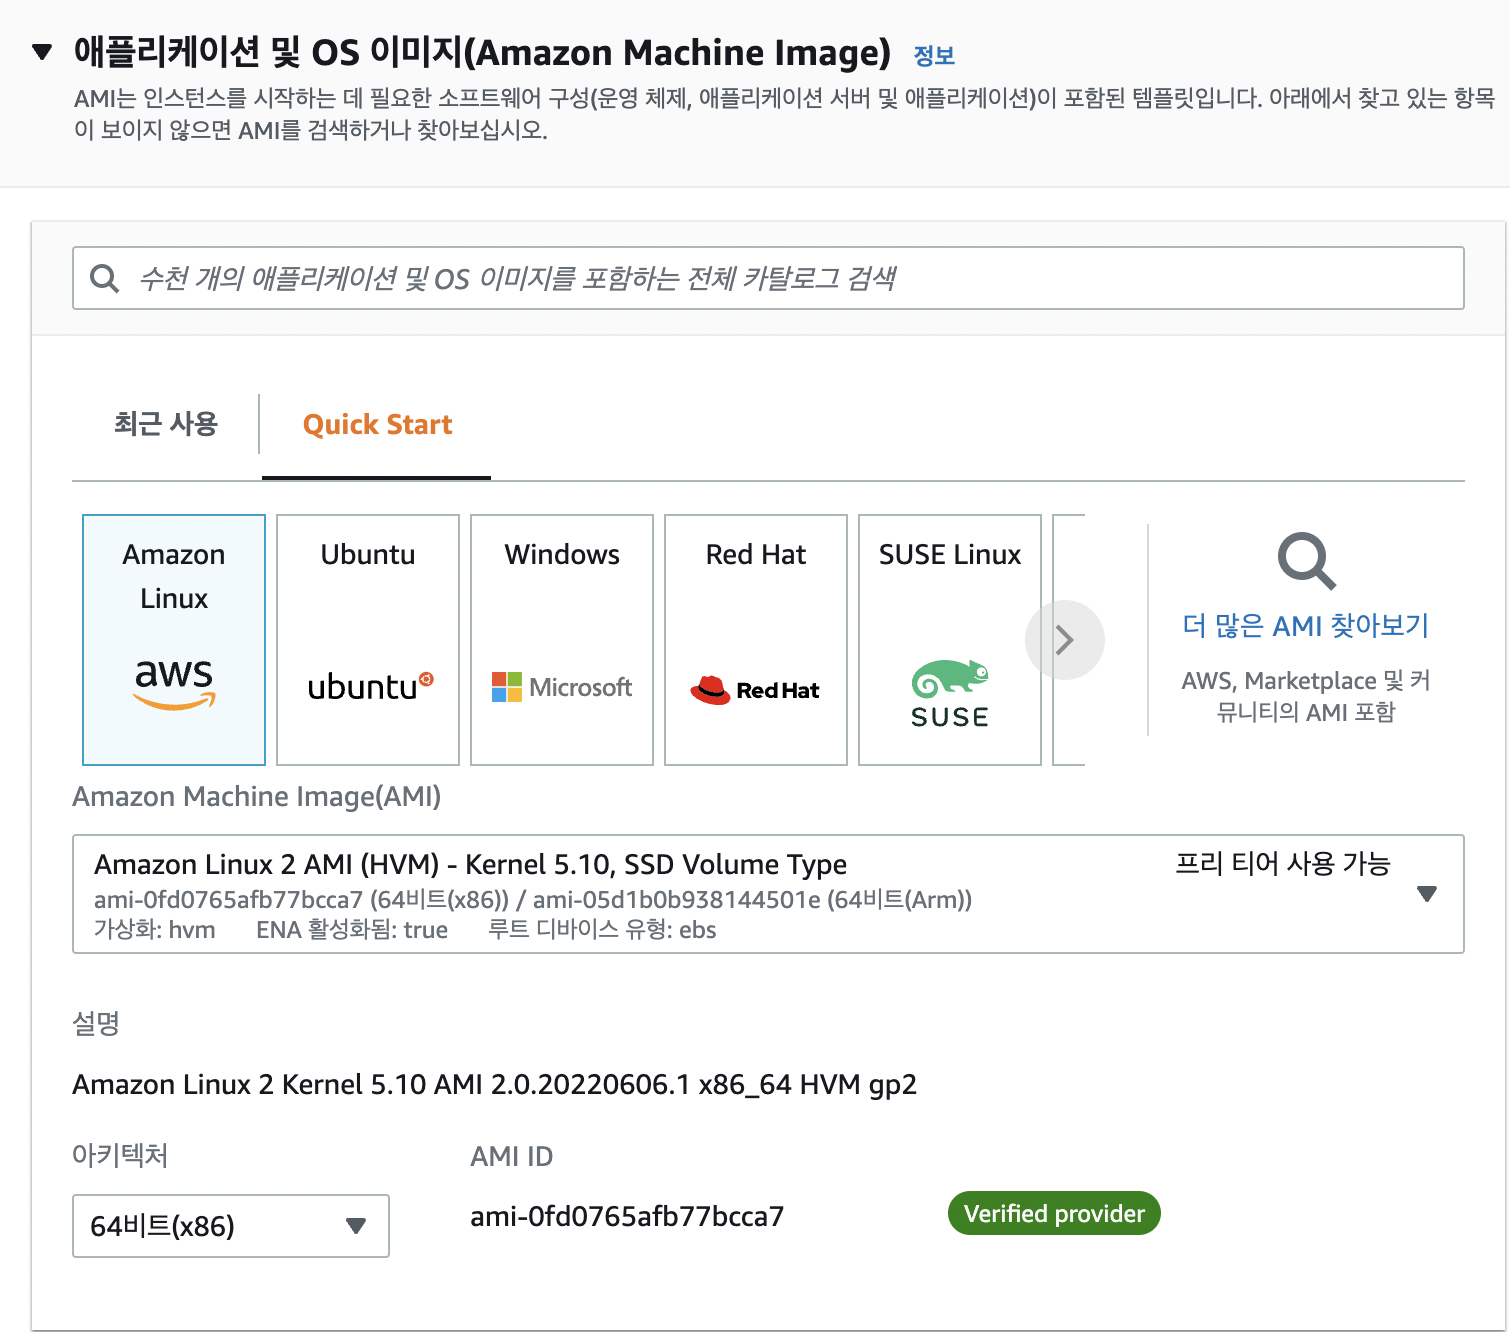 애플리케이션 및 OS 이미지(Amazon Machine Image) 정보
AMI는 인스턴스를 시작하는 데 필요한 소프트웨어 구성(운영 체제, 애플리케이션 서버 및 애플리케이션)이 포함된 템플릿입니다. 아래에서 찾고 있는 항목
이 보이지 않으면 AMI를 검색하거나 찾아보십시오.
수천 개의 애플리케이션 및 OS 이미지를 포함하는 전체 카탈로그 검색
최근 사용
Quick Start
Amazon
Linux
aws
Ubuntu
ubuntu
Windows
Microsoft
Red Hat
Red Hat
SUSE Linux
SUSE
더 많은 AMI 찾아보기
AWS, Marketplace 및 커
뮤니티의 AMI 포함
Amazon Machine Image(AMI)
Amazon Linux 2 AMI (HVM) - Kernel 5.10, SSD Volume Type
프리 티어 사용 가능
ami-0fd0765afb77bcca7 (64비트(x86)) / ami-05d1b0b938144501e (64비트(Arm))
가상화: hvm ENA 활성화됨: true 루트 디바이스 유형: ebs
설명
Amazon Linux 2 Kernel 5.10 AMI 2.0.20220606.1 x86_64 HVM gp2
아키텍처
AMI ID
64비트(x86)
ami-0fd0765afb77bcca7
Verified provider